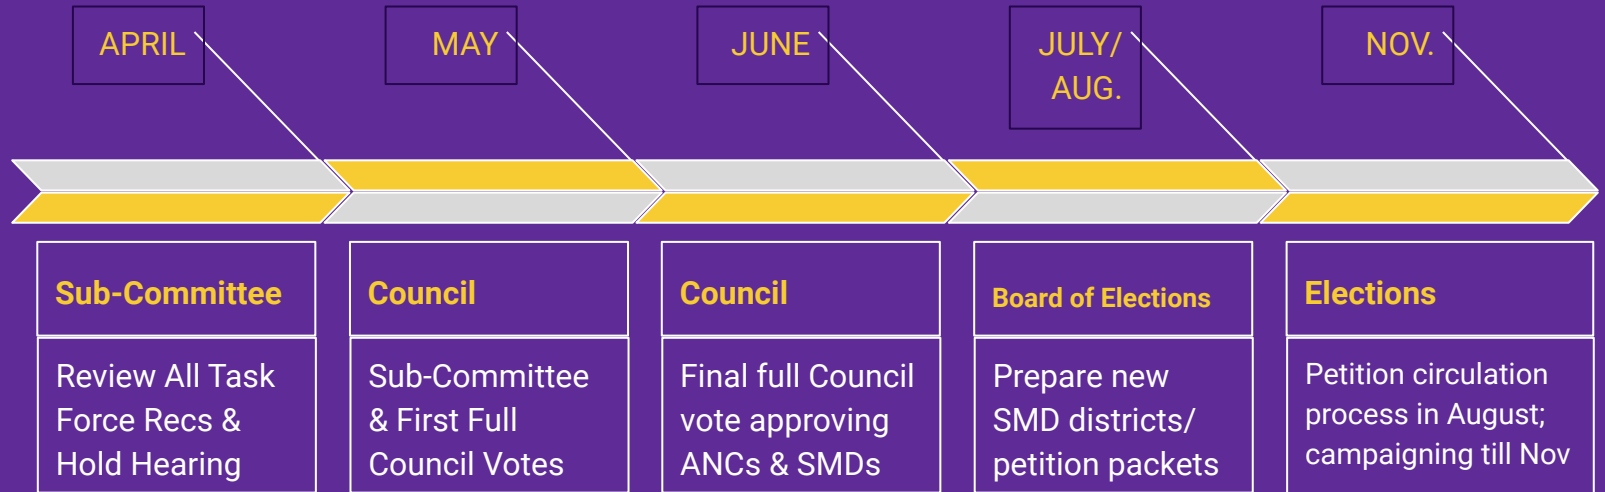 APRIL
MAY
JUNE
JULY/
AUG.
NOV.
Sub-Committee
Council
Council
Board of Elections
Elections
Review All Task
Force Recs &
Hold Hearing
Sub-Committee
& First Full
Council Votes
Final full Council
vote approving
ANCs & SMDs
Prepare new
SMD districts/
petition packets
Petition circulation
process in August;
campaigning till Nov